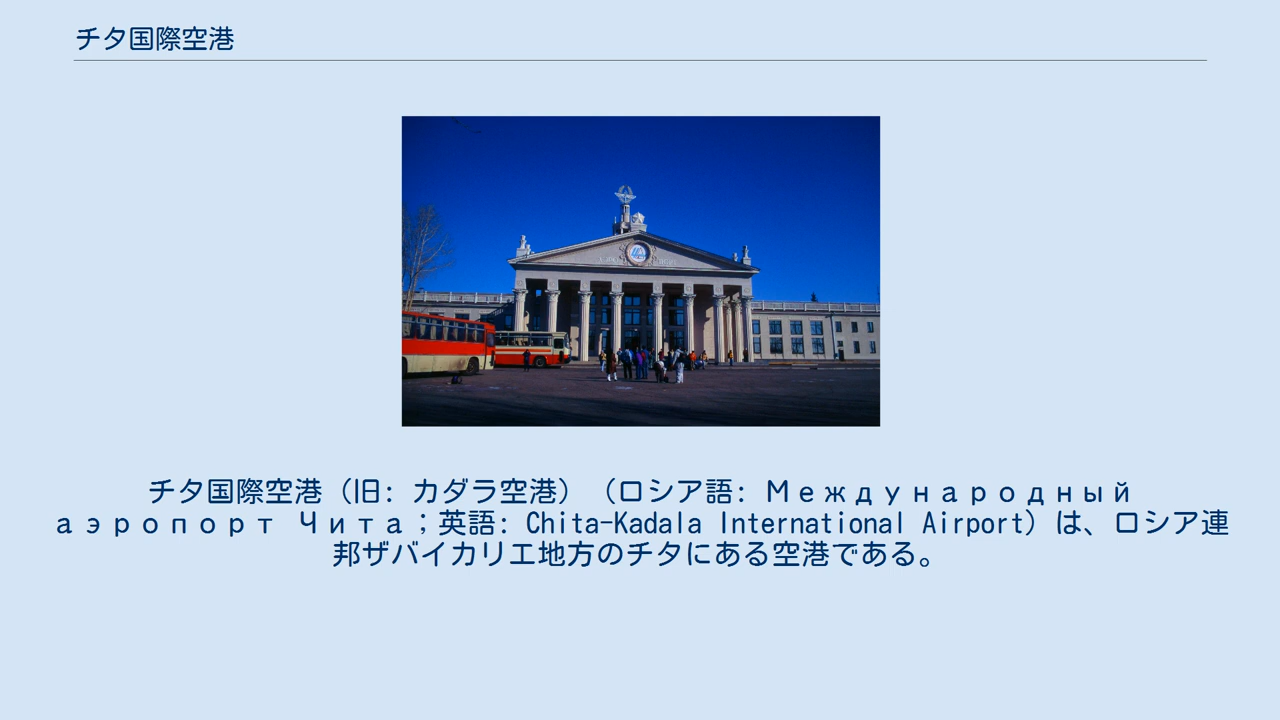 チタ国際空港
チタ国際空港（旧: カダラ空港）（ロシア語: Международный
аэропорт Чита；英語: Chita-Kadala International Airport）は、ロシア連
邦ザバイカリエ地方のチタにある空港である。